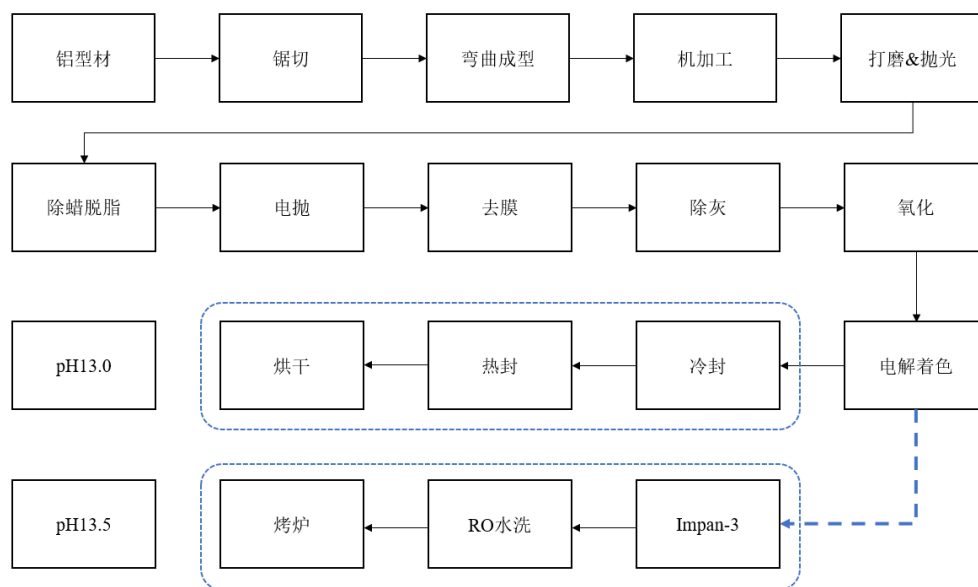 铝型材
锯切
弯曲成型
机加工
打磨&抛光
除蜡脱脂
电抛
去膜
除灰
氧化
pH13.0
烘干
热封
冷封
电解着色
pH13.5
烤炉
RO水洗
Impan-3